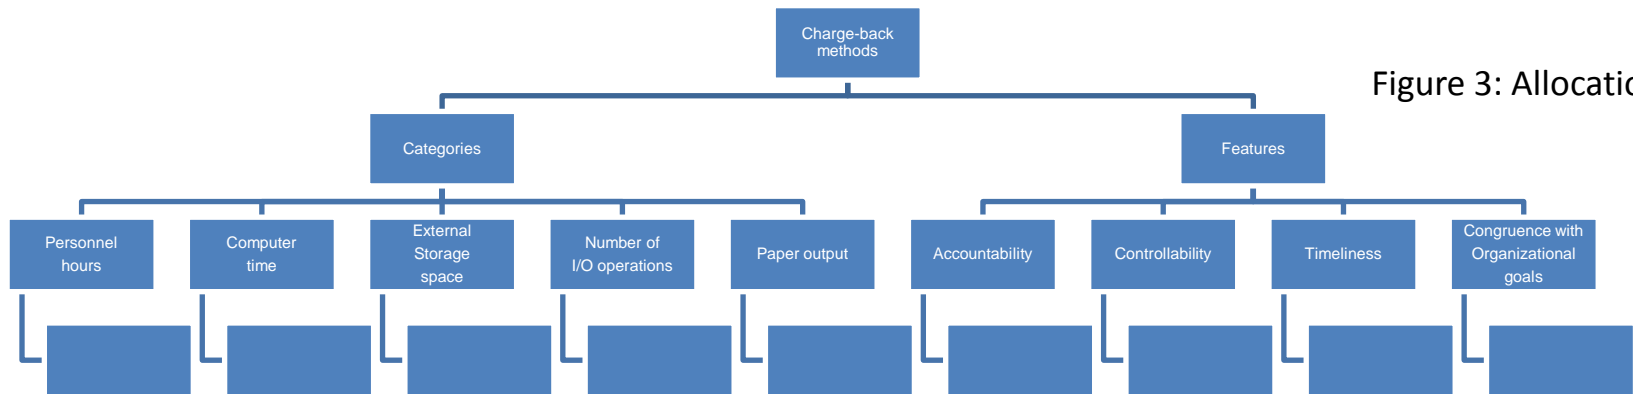 Charge-back
methods
Figure 3: Allocatio
Categories
Features
Personnel
hours
Computer
time
External
Storage
space
Number of
I/O operations
Paper output
Accountability
Controllability
Timeliness
Congruence with
Organizational
goals